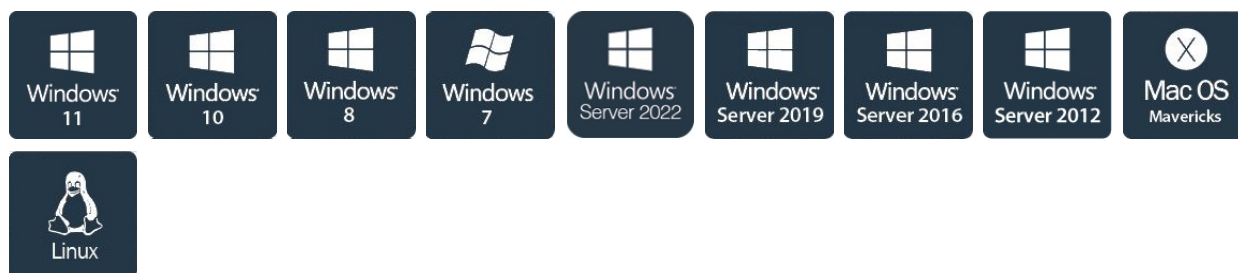 Windows
11
Windows
10
Windows
8
Windows
7
Windows
Server 2022
Windows
Server 2019
Windows
Server 2016
Windows
Server 2012
X
Mac OS
Mavericks
Linux